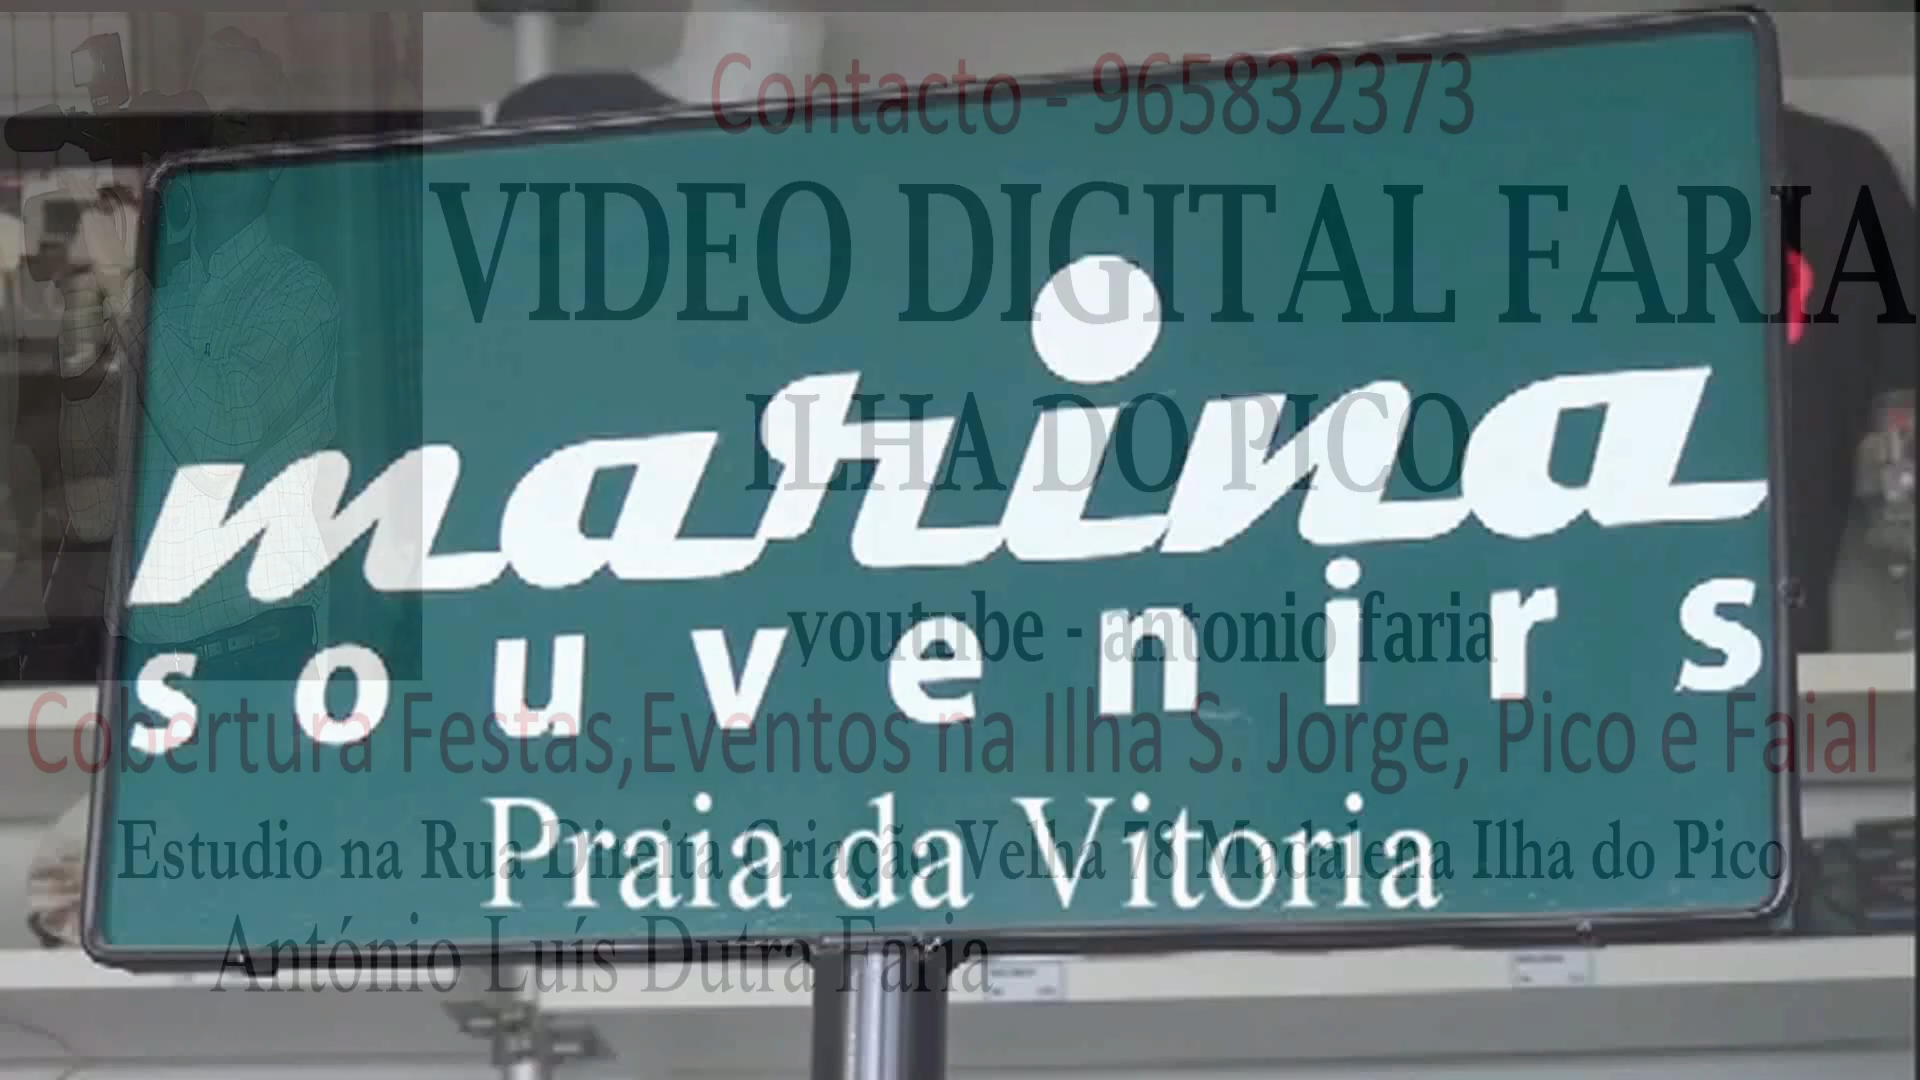 Contacto - 965832373
VIDEO DIGITAL FARIA
ILHA DO PICO
marina
youtube - antonio faria
souvenirs
Cobertura Festas,Eventos na Ilha S. Jorge, Pico e Faial
Praia da Vitoria
Estudio na Rua Direita Criação Velha 78 Madalena Ilha do Pico
António Luís Dutra Faria